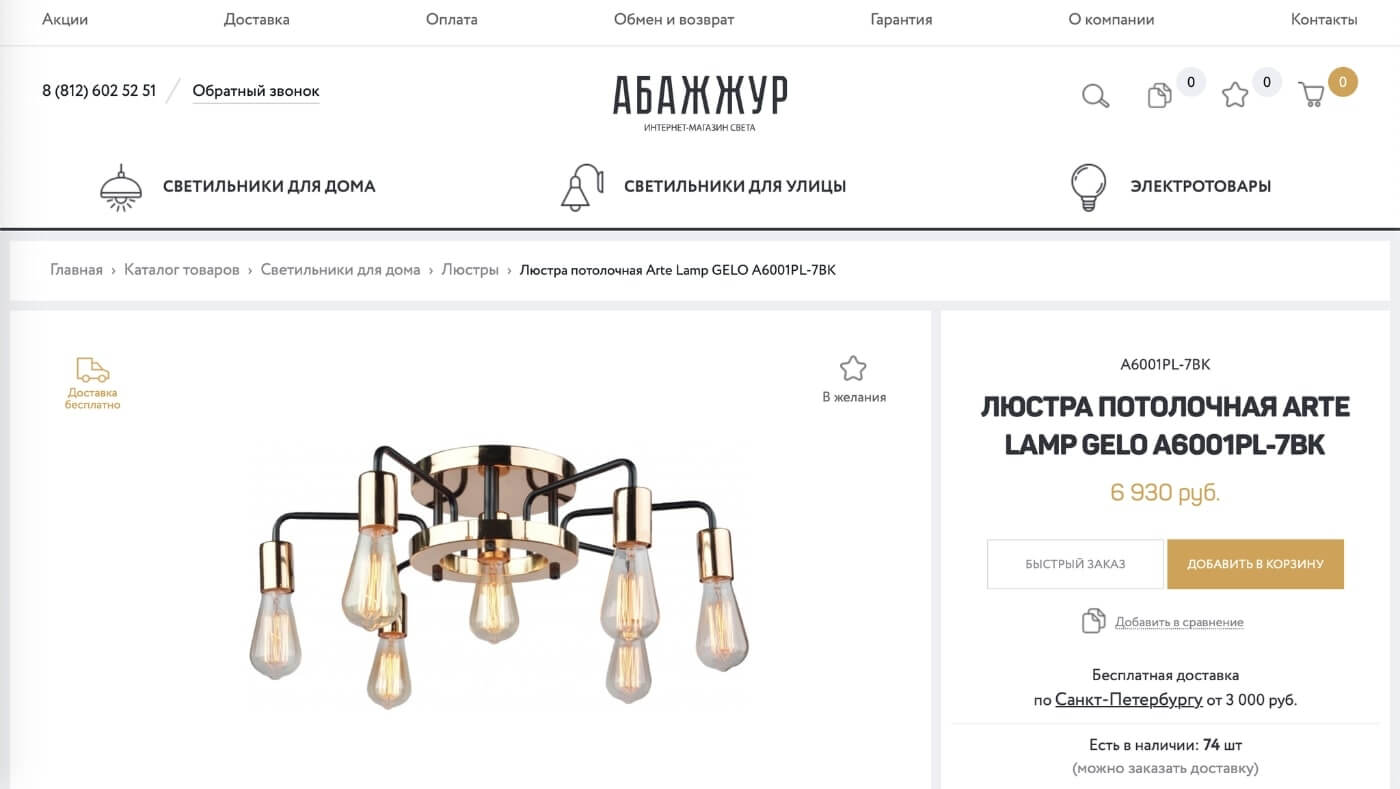 Акции Доставка Оплата Обмен и возврат Гарантия О компании Контакты
8 (812) 602 52 51 Обратный звонок
АБАЖЖУР
ИНТЕРНЕТ-МАГАЗИН СВЕТА
0 0 0
СВЕТИЛЬНИКИ ДЛЯ ДОМА СВЕТИЛЬНИКИ ДЛЯ УЛИЦЫ ЭЛЕКТРОТОВАРЫ
Главная › Каталог товаров › Светильники для дома › Люстры › Люстра потолочная Arte Lamp GELO A6001PL-7BK
Доставка
бесплатно
В желания
A6001PL-7BK
ЛЮСТРА ПОТОЛОЧНАЯ ARTE
LAMP GELO A6001PL-7BK
6 930 руб.
БЫСТРЫЙ ЗАКАЗ ДОБАВИТЬ В КОРЗИНУ
Добавить в сравнение
Бесплатная доставка
по Санкт-Петербургу от 3 000 руб.
Есть в наличии: 74 шт
(можно заказать доставку)